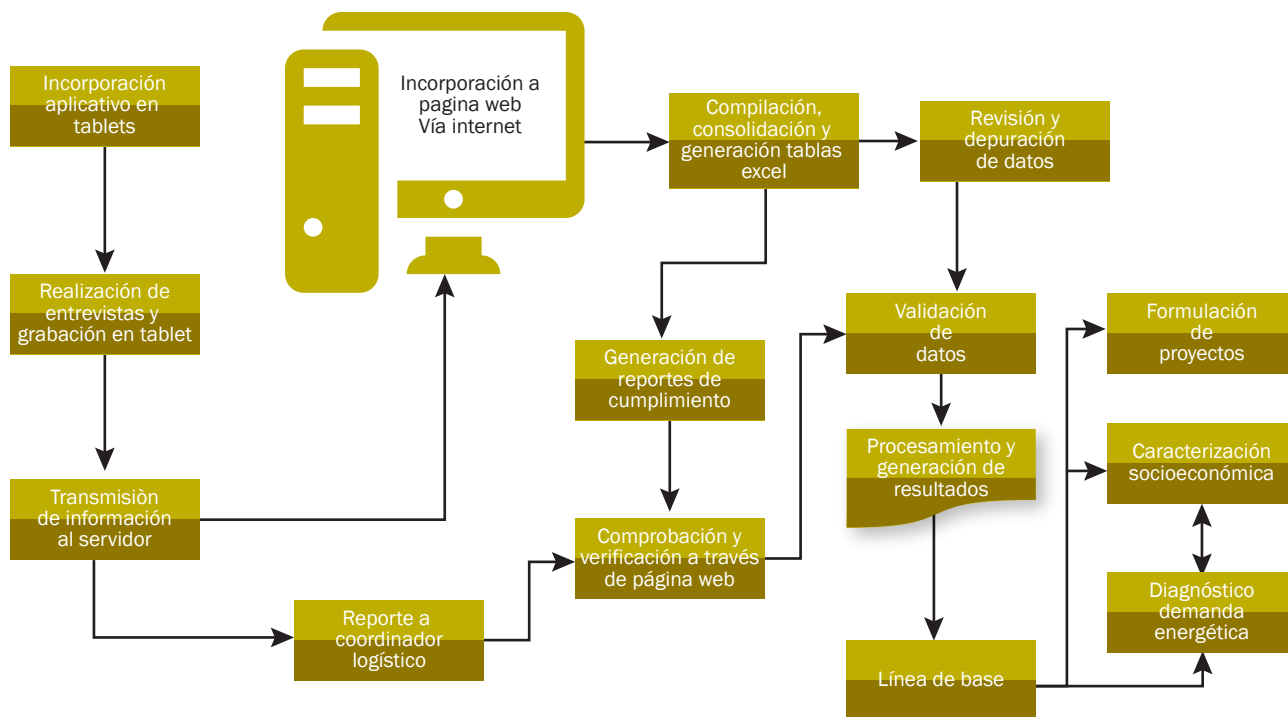 Incorporación
aplicativo en
tablets
Incorporación a
pagina web
Vía internet
Compilación,
consolidación y
generación tablas
excel
Revisión y
depuración
de datos
Realización de
entrevistas y
grabación en tablet
Generación de
reportes de
cumplimiento
Validación
de
datos
Formulación
de
proyectos
Procesamiento y
generación de
resultados
Caracterización
socioeconómica
Transmisiòn
de información
al servidor
Comprobación y
verificación a través
de página web
Diagnóstico
demanda
energética
Reporte a
coordinador
logístico
Línea de base